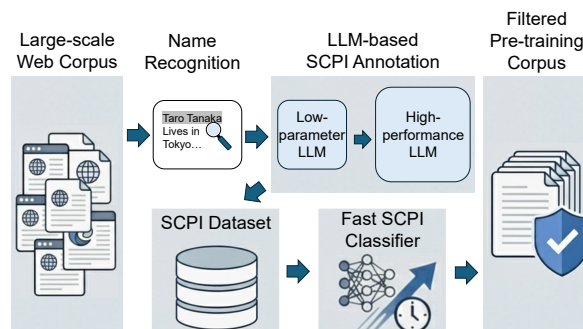 Large-scale
Web Corpus
Name
Recognition
LLM-based
SCPI Annotation
Filtered
Pre-training
Corpus
Taro Tanaka
Lives in
Tokyo...
Low-
parameter
LLM
High-
performance
LLM
SCPI Dataset
Fast SCPI
Classifier